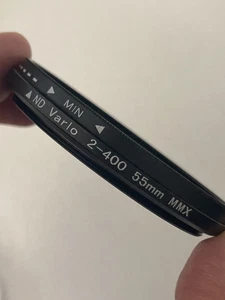 ▶ MIN ◀
▲ND Vario 2-400 55mm MMX